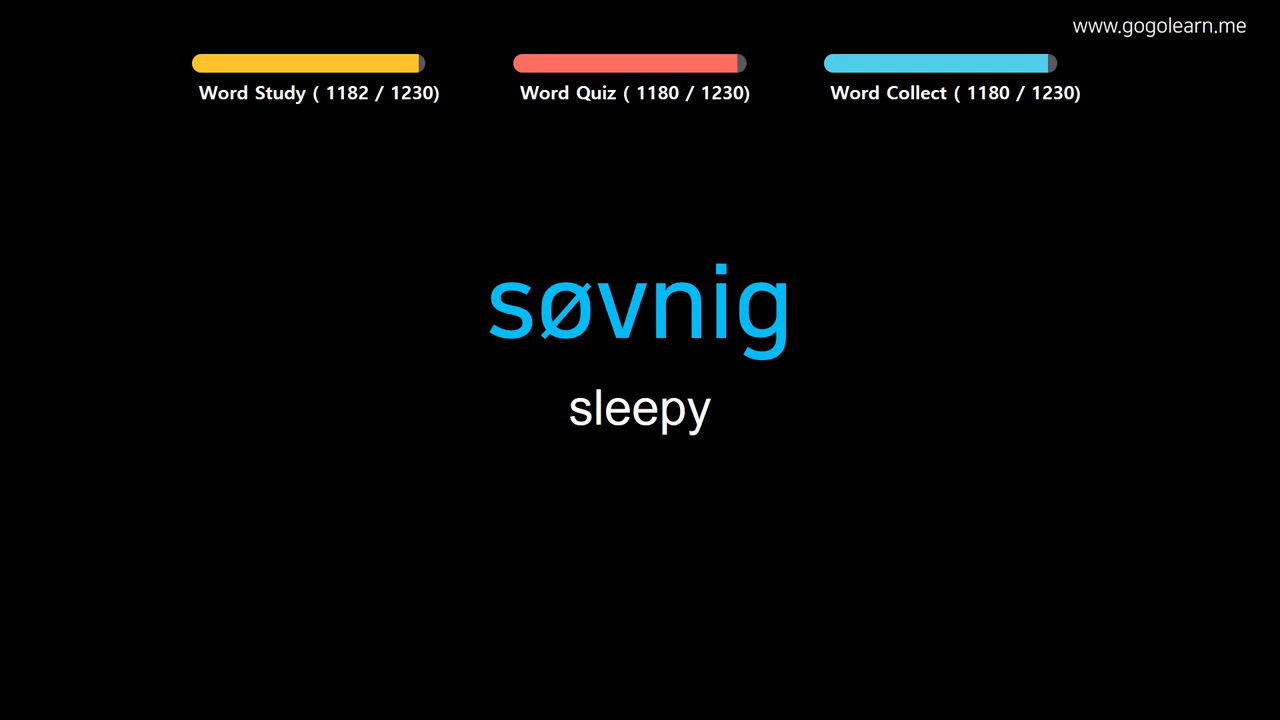 www.gogolearn.me
Word Study ( 1182 / 1230)
Word Quiz ( 1180 / 1230)
Word Collect ( 1180 / 1230)
søvnig
sleepy